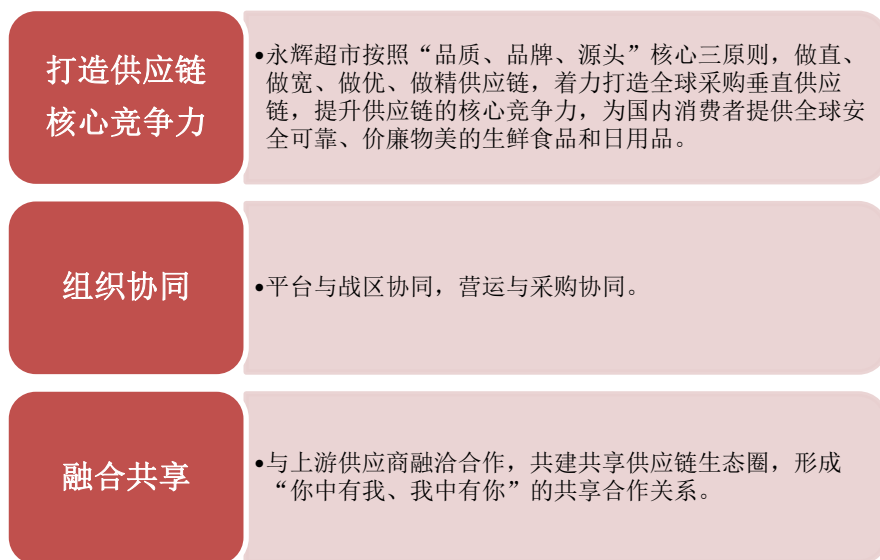 打造供应链
核心竞争力
•永辉超市按照“品质、品牌、源头”核心三原则，做直、
做宽、做优、做精供应链，着力打造全球采购垂直供应
链，提升供应链的核心竞争力，为国内消费者提供全球安
全可靠、价廉物美的生鲜食品和日用品。
组织协同
•平台与战区协同，营运与采购协同。
融合共享
•与上游供应商融洽合作，共建共享供应链生态圈，形成
“你中有我、我中有你”的共享合作关系。